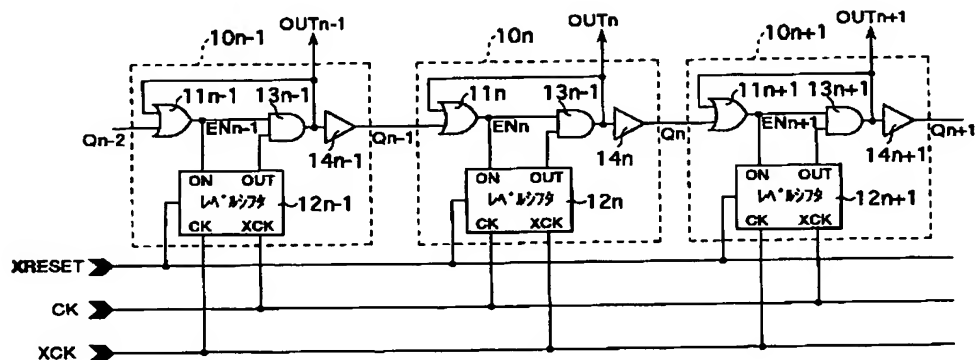 OUTn-1 OUTn OUTn+1
10n-1 10n 10n+1
11n-1 13n-1 11n 13n-1 11n+1 13n+1
Qn-2 ENn-1 Qn-1 ENn Qn ENn+1 Qn+1
14n-1 14n 14n+1
ON OUT ON OUT ON OUT
レベルシフタ 12n-1 レベルシフタ 12n レベルシフタ 12n+1
CK XCK CK XCK CK XCK
XRESET
CK
XCK